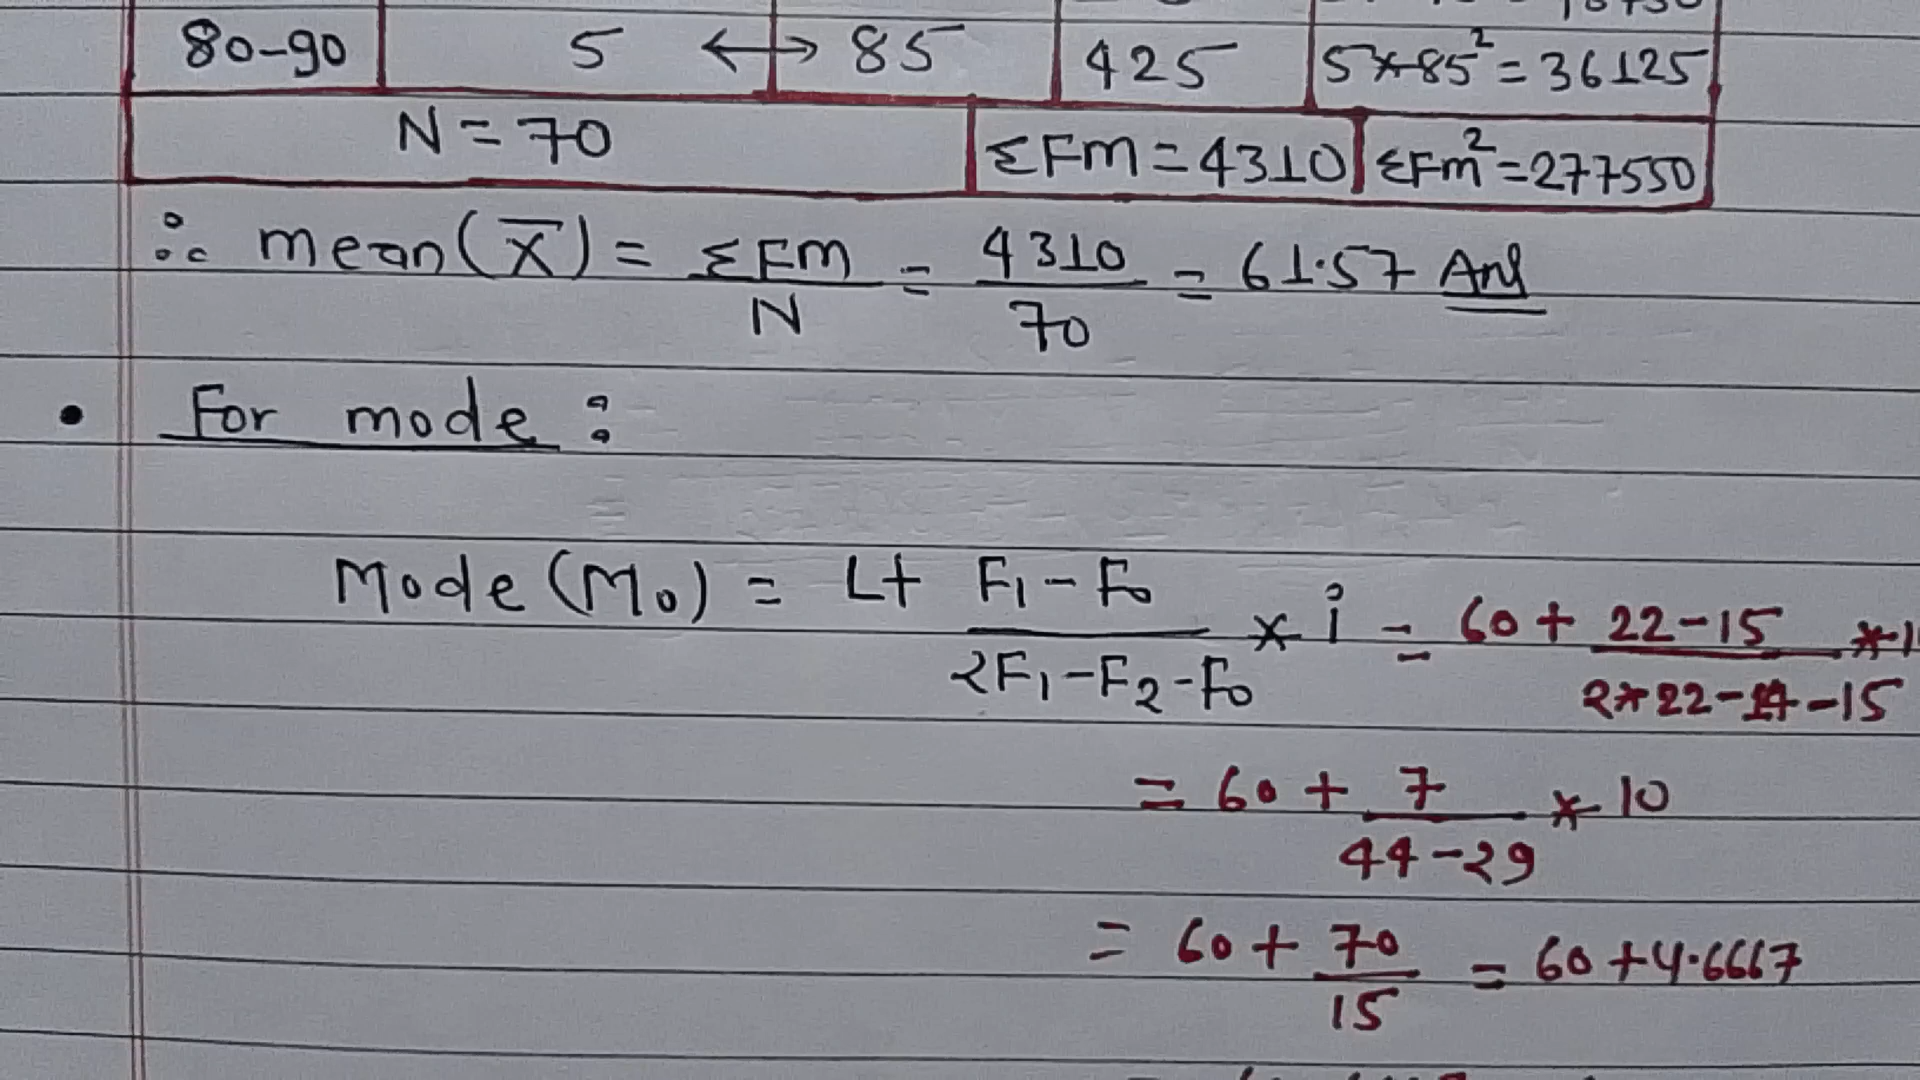 80-90 5 ↔ 85 425 5*85² = 36125
N = 70 ΣFM = 4310 ΣFm² = 277550
∴ mean (X̅) = ΣFM/N = 4310/70 = 61.57 Ans
• For mode :
Mode (Mo) = L + (F₁ - F₀)/(2F₁ - F₂ - F₀) * i = 60 + (22-15)/(2*22-14-15)
= 60 + 7/(44-29) * 10
= 60 + 70/15 = 60 + 4.6667